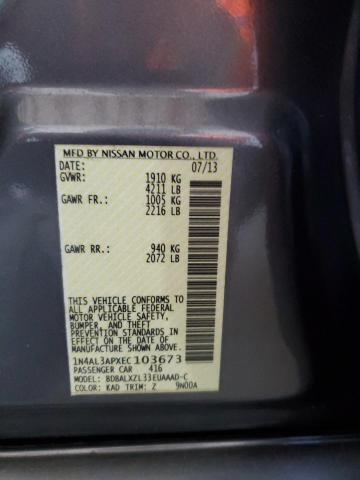 MFD BY NISSAN MOTOR CO., LTD.
DATE: 07/13
GVWR: 1910 KG
4211 LB
GAWR FR.: 1005 KG
2216 LB
GAWR RR.: 940 KG
2072 LB
THIS VEHICLE CONFORMS TO
ALL APPLICABLE FEDERAL
MOTOR VEHICLE SAFETY,
BUMPER, AND THEFT
PREVENTION STANDARDS IN
EFFECT ON THE DATE OF
MANUFACTURE SHOWN ABOVE.
1N4AL3APXEC103673
PASSENGER CAR 416
MODEL: BDBALXZL33EUAAAD-C
COLOR: KAD TRIM: Z 9N00A